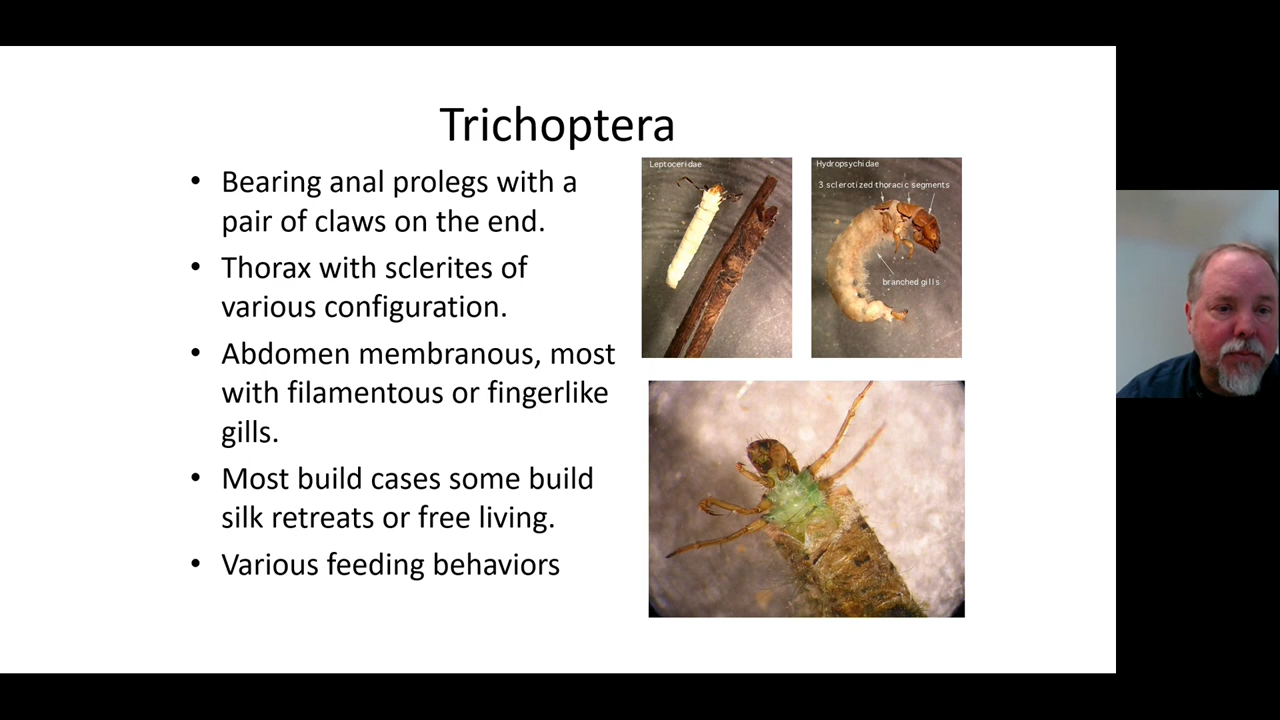 Trichoptera
• Bearing anal prolegs with a
pair of claws on the end.
• Thorax with sclerites of
various configuration.
• Abdomen membranous, most
with filamentous or fingerlike
gills.
• Most build cases some build
silk retreats or free living.
• Various feeding behaviors
Leptoceridae
Hydropsychidae
3 sclerotized thoracic segments
branched gills